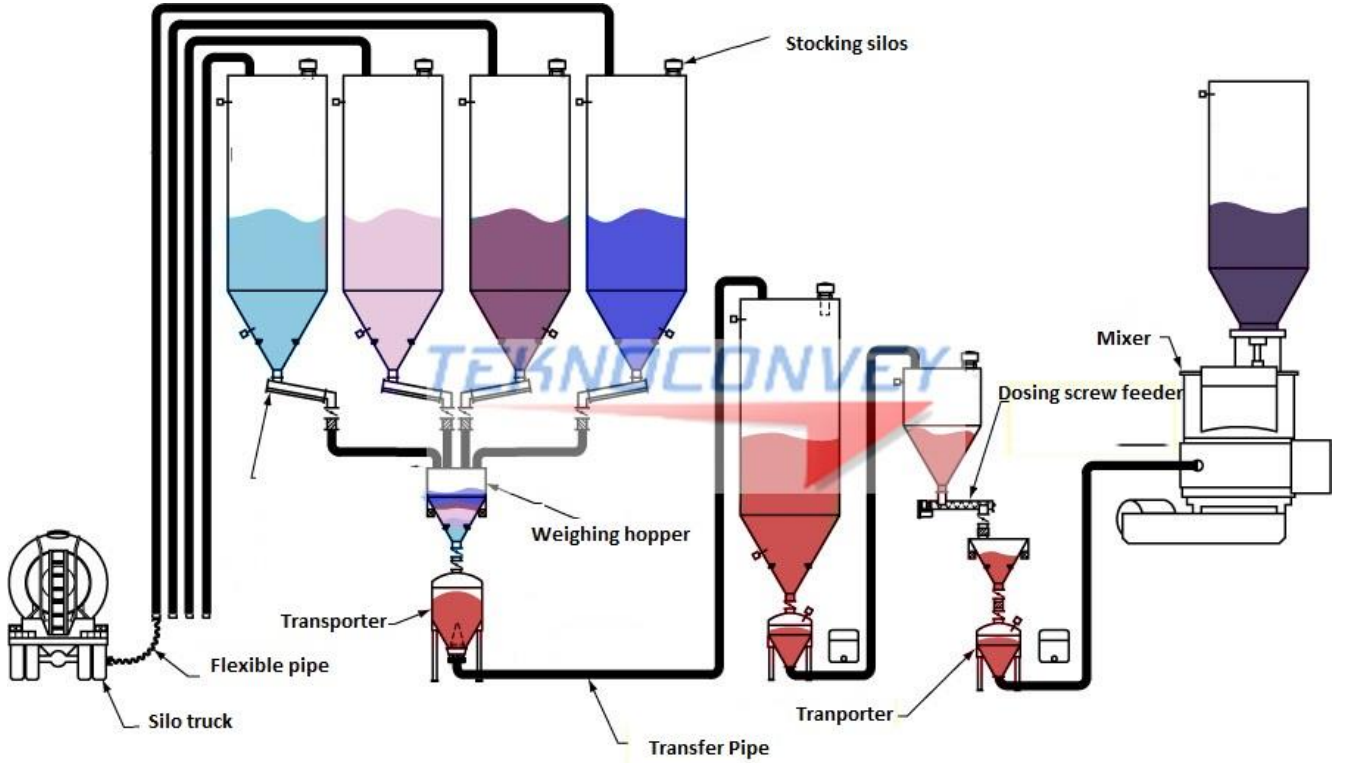 Stocking silos
Mixer
TEKNOCONVEY
Dosing screw feeder
Weighing hopper
Transporter
Flexible pipe
Silo truck
Tranporter
Transfer Pipe